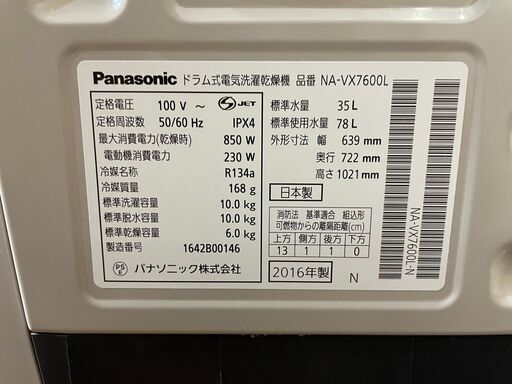 Panasonic ドラム式電気洗濯乾燥機 品番 NA-VX7600L
定格電圧 100 V ～ JET
定格周波数 50/60 Hz IPX4
最大消費電力(乾燥時) 850 W
電動機消費電力 230 W
冷媒名称 R134a
冷媒質量 168 g
標準洗濯容量 10.0 kg
標準脱水容量 10.0 kg
標準乾燥容量 6.0 kg
製造番号 1642B00146
PSE パナソニック株式会社
標準水量 35 L
標準使用水量 78 L
外形寸法 幅 639 mm
奥行 722 mm
高さ 1021 mm
日本製
消防法 基準適合 組込形
可燃物からの離隔距離(cm)
上方 側方 後方 下方
13 1 1 0
2016年製 N
NA-VX7600L-N